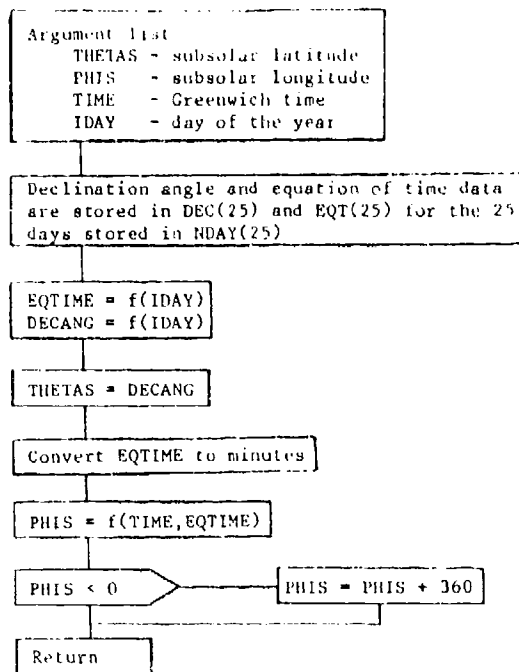 Argument list
THETAS - subsolar latitude
PHIS - subsolar longitude
TIME - Greenwich time
IDAY - day of the year
Declination angle and equation of time data
are stored in DEC(25) and EQT(25) for the 25
days stored in NDAY(25)
EQTIME = f(IDAY)
DECANG = f(IDAY)
THETAS = DECANG
Convert EQTIME to minutes
PHIS = f(TIME,EQTIME)
PHIS < 0
PHIS = PHIS + 360
Return